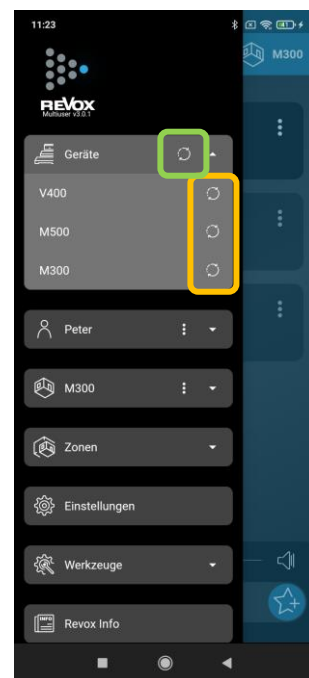 11:23
M300
REVOX
Multiuser v3.0.1
Geräte
V400
M500
M300
Peter
M300
Zonen
Einstellungen
Werkzeuge
INFO
Revox Info